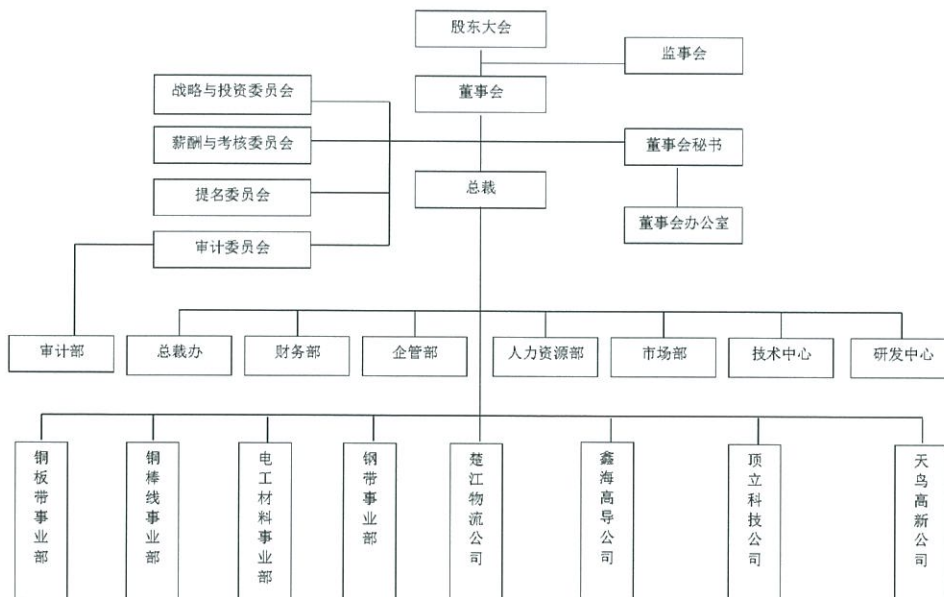 股东大会
监事会
董事会
战略与投资委员会
薪酬与考核委员会
董事会秘书
提名委员会
总裁
董事会办公室
审计委员会
审计部
总裁办
财务部
企管部
人力资源部
市场部
技术中心
研发中心
铜板带事业部
铜棒线事业部
电工材料事业部
钢带事业部
楚江物流公司
鑫海高导公司
顶立科技公司
天鸟高新公司